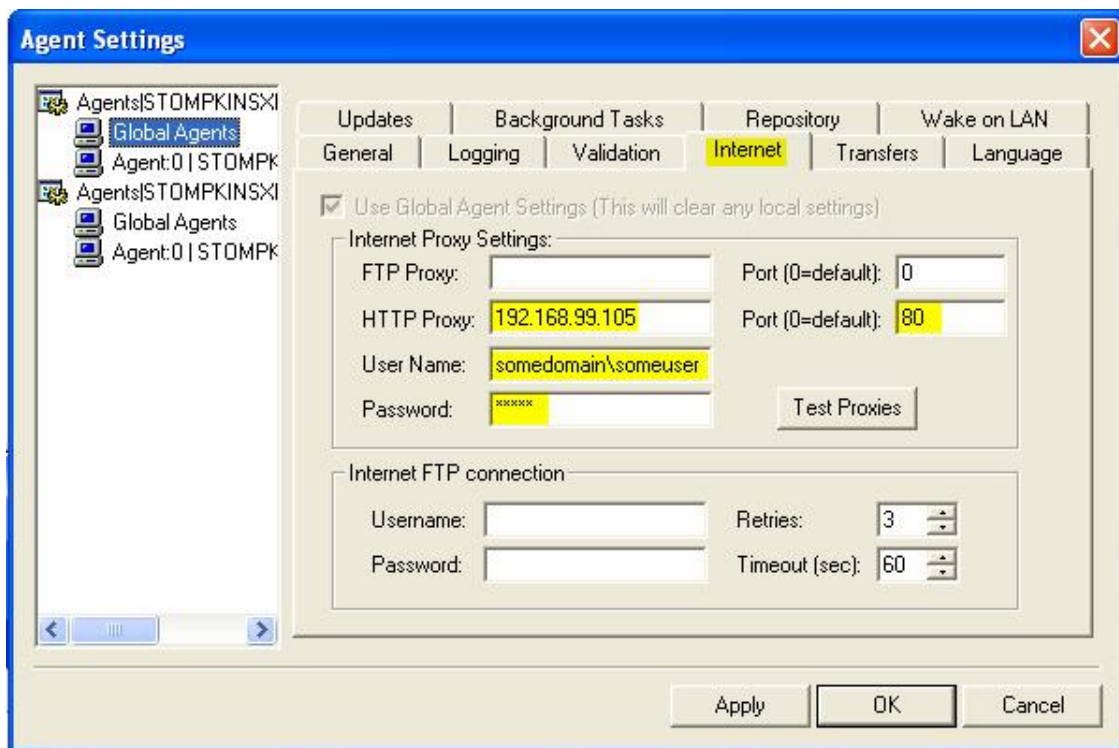 Agent Settings
Agents|STOMPKINSXI
Global Agents
Agent:0 | STOMPK
Agents|STOMPKINSXI
Global Agents
Agent:0 | STOMPK
Updates Background Tasks Repository Wake on LAN
General Logging Validation Internet Transfers Language
Use Global Agent Settings (This will clear any local settings)
Internet Proxy Settings:
FTP Proxy: Port (0=default): 0
HTTP Proxy: 192.168.99.105 Port (0=default): 80
User Name: somedomain\someuser
Password: ***** Test Proxies
Internet FTP connection
Username: Retries: 3
Password: Timeout (sec): 60
Apply OK Cancel